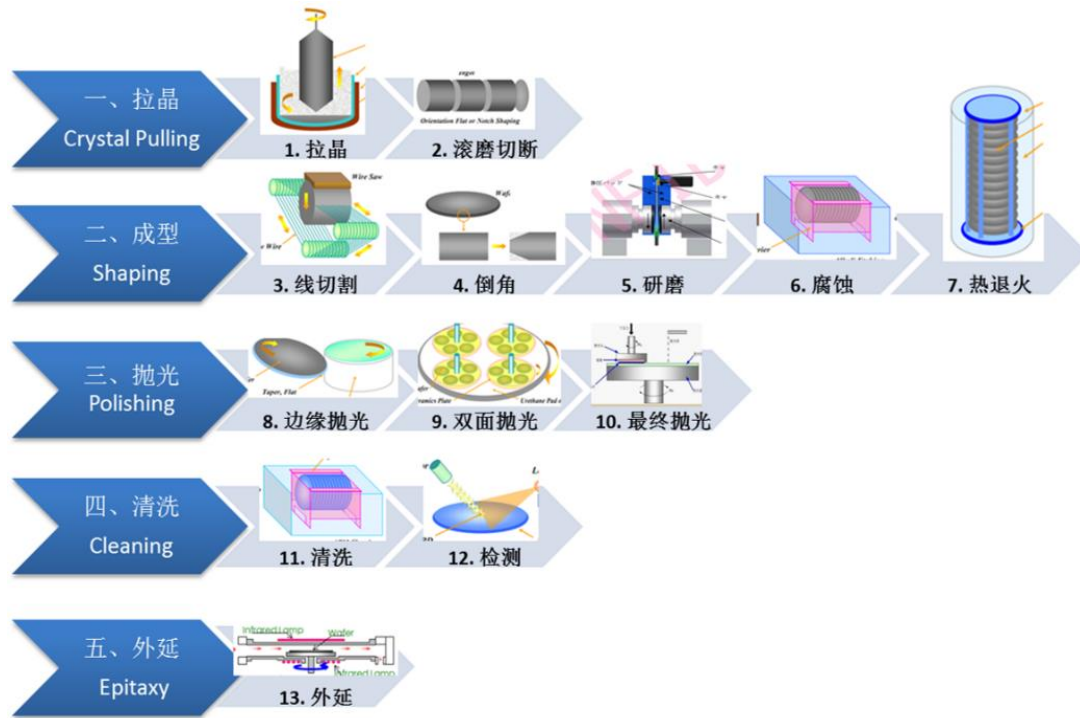 一、拉晶
Crystal Pulling
ingot
Orientation Flat or Notch Shaping
1. 拉晶
2. 滚磨切断
二、成型
Shaping
Wire Saw
Wire
3. 线切割
4. 倒角
5. 研磨
6. 腐蚀
7. 热退火
三、抛光
Polishing
Taper, Flat
Urethane Pad
8. 边缘抛光
9. 双面抛光
10. 最终抛光
四、清洗
Cleaning
11. 清洗
12. 检测
五、外延
Epitaxy
Infrared Lamp
Wafer
Infrared Lamp
13. 外延